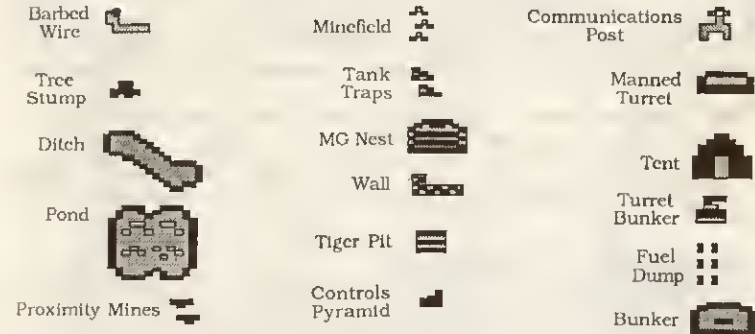 Barbed
Wire
Tree
Stump
Ditch
Pond
Proximity Mines
Minefield
Tank
Traps
MG Nest
Wall
Tiger Pit
Controls
Pyramid
Communications
Post
Manned
Turret
Tent
Turret
Bunker
Fuel
Dump
Bunker